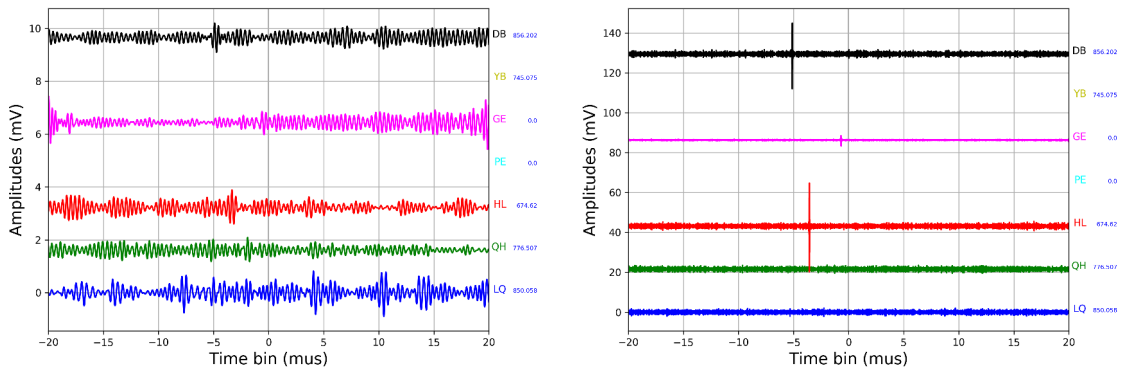 Amplitudes (mV)
10
8
6
4
2
0
DB 856.202
YB 745.075
GE 0.0
PE 0.0
HL 674.62
QH 776.507
LQ 850.058
−20 −15 −10 −5 0 5 10 15 20
Time bin (mus)
Amplitudes (mV)
140
120
100
80
60
40
20
0
DB 856.202
YB 745.075
GE 0.0
PE 0.0
HL 674.62
QH 776.507
LQ 850.058
−20 −15 −10 −5 0 5 10 15 20
Time bin (mus)